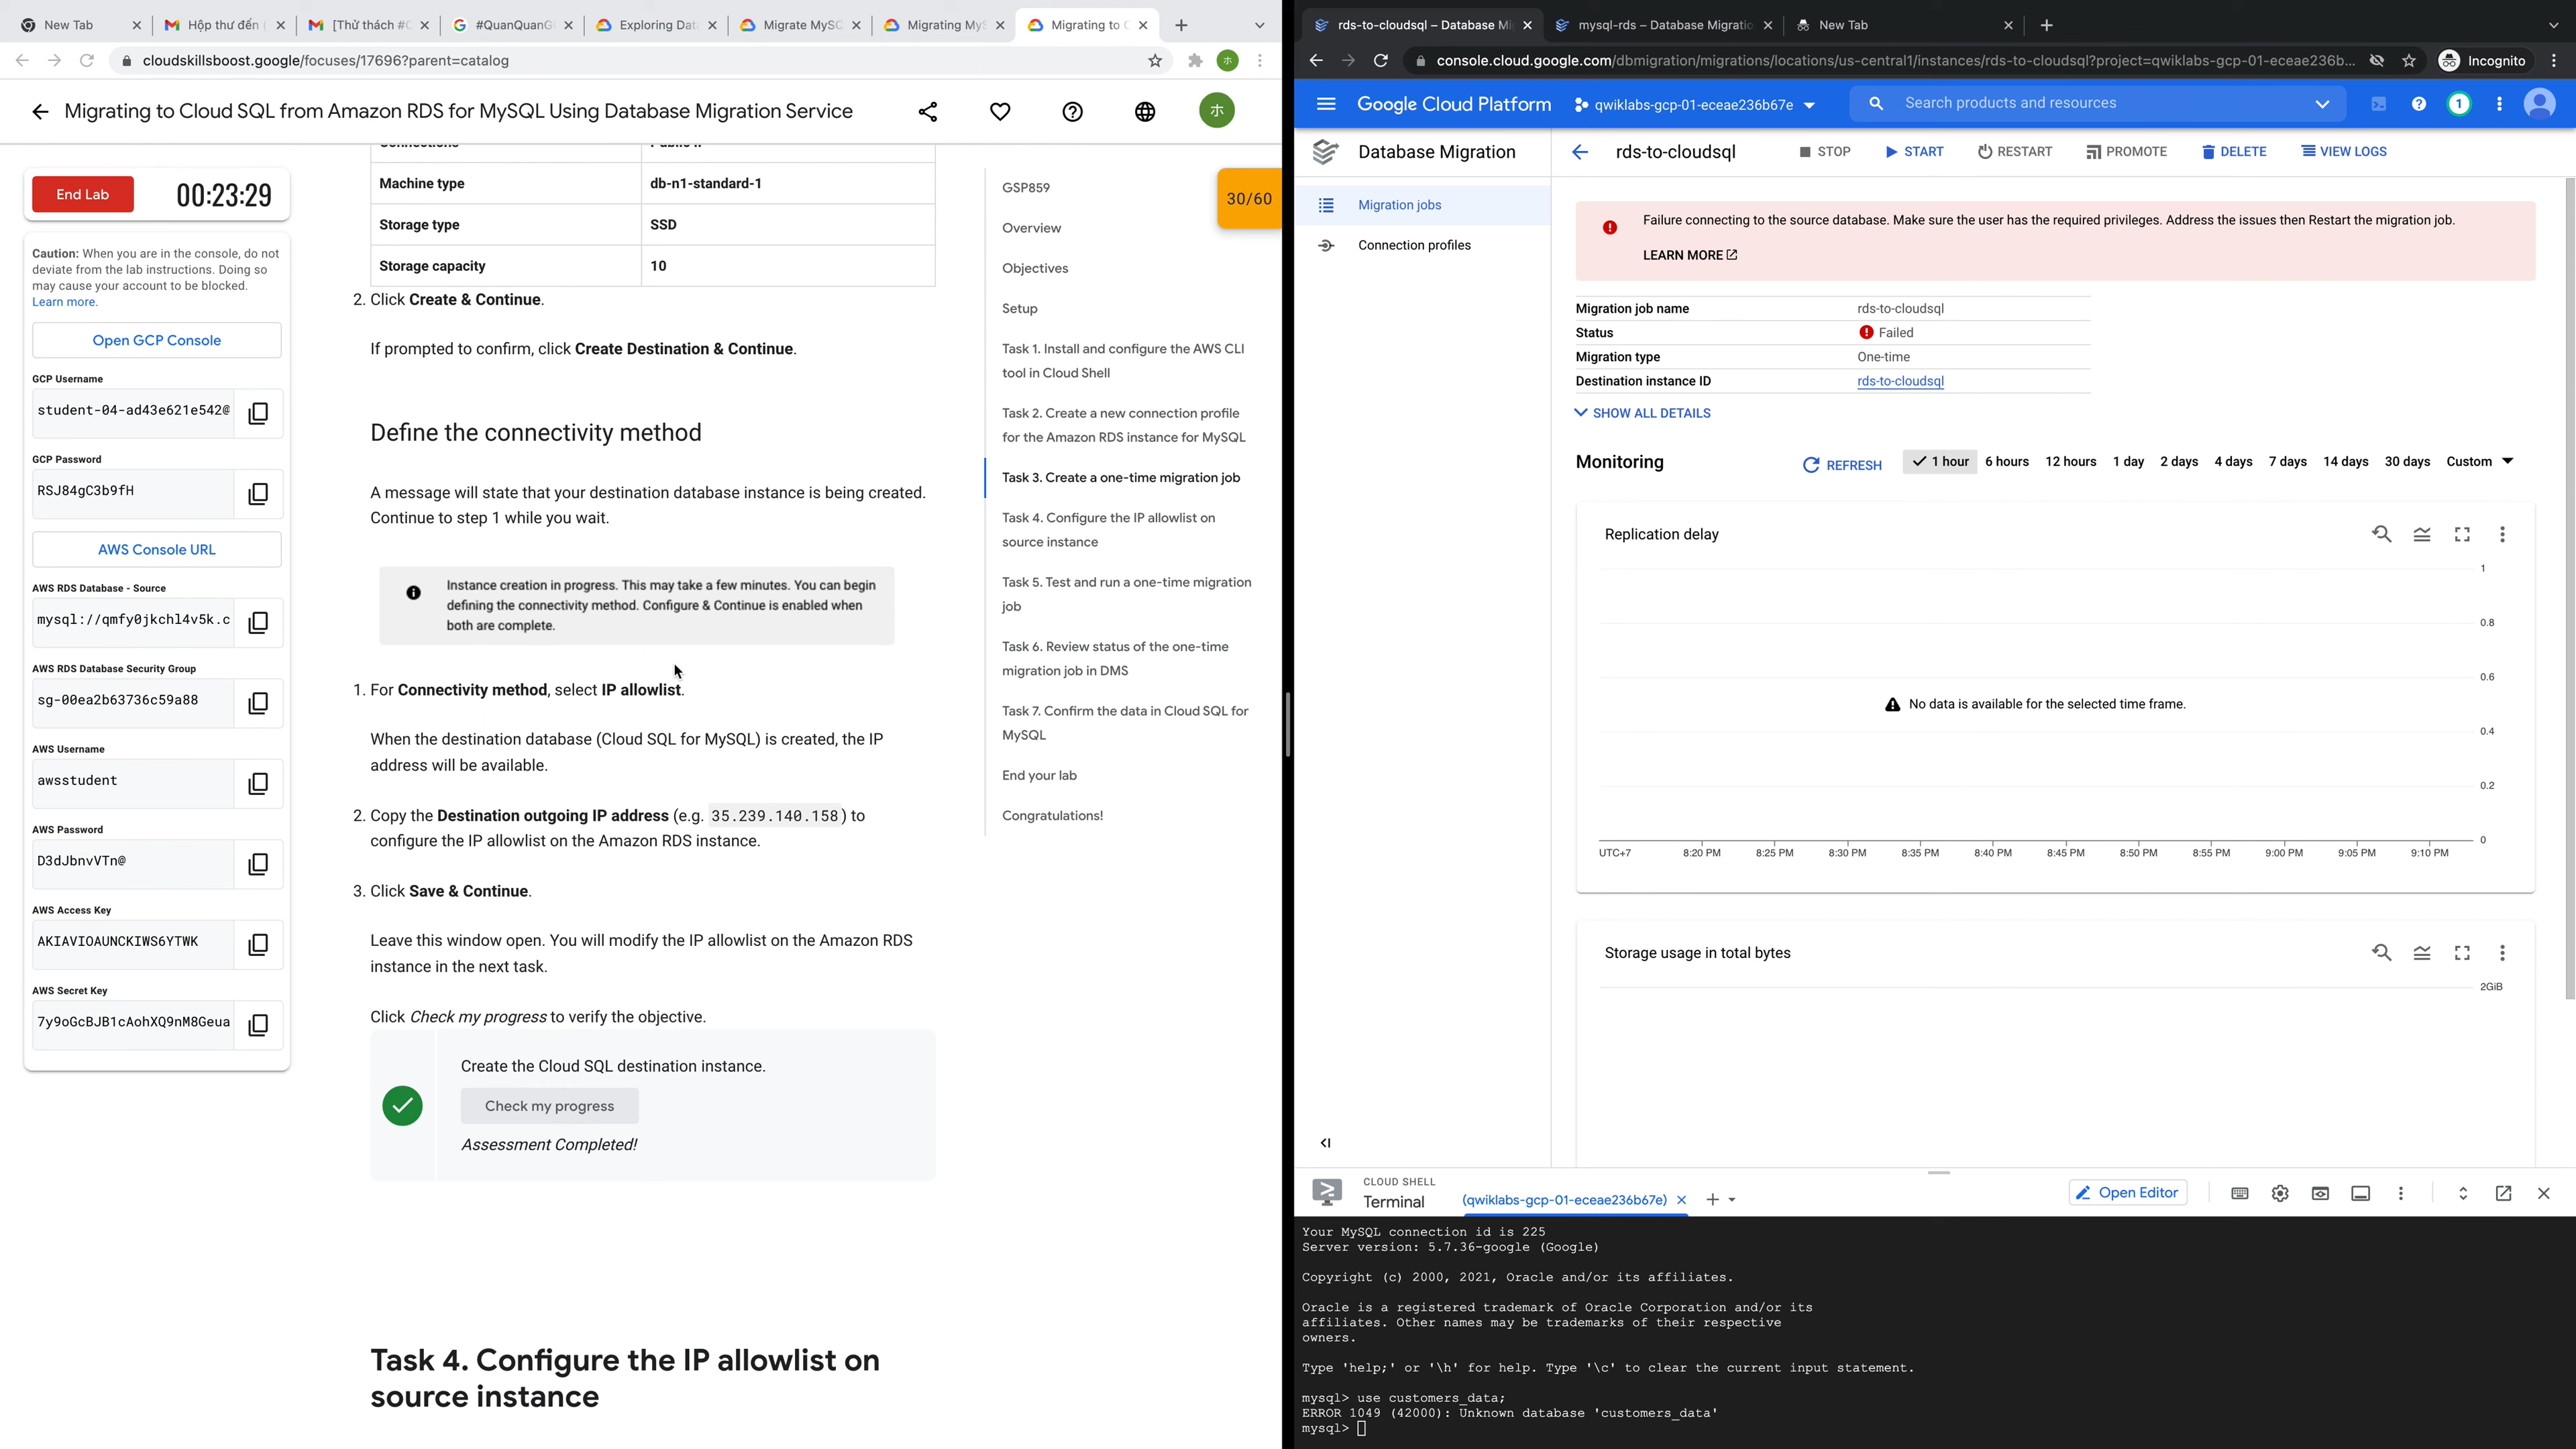 New Tab
Hộp thư đến (
[Thử thách #C
#QuanQuanG
Exploring Dat
Migrate MySQ
Migrating MyS
Migrating to C
cloudskillsboost.google/focuses/17696?parent=catalog
Migrating to Cloud SQL from Amazon RDS for MySQL Using Database Migration Service
ホ
End Lab
00:23:29
Caution: When you are in the console, do not
deviate from the lab instructions. Doing so
may cause your account to be blocked.
Learn more.
Open GCP Console
GCP Username
student-04-ad43e621e542@
GCP Password
RSJ84gC3b9fH
AWS Console URL
AWS RDS Database - Source
mysql://qmfy0jkchl4v5k.c
AWS RDS Database Security Group
sg-00ea2b63736c59a88
AWS Username
awsstudent
AWS Password
D3dJbnvVTn@
AWS Access Key
AKIAVIOAUNCKIWS6YTWK
AWS Secret Key
7y9oGcBJB1cAohXQ9nM8Geua
Machine type db-n1-standard-1
Storage type SSD
Storage capacity 10
2. Click Create & Continue.
If prompted to confirm, click Create Destination & Continue.
Define the connectivity method
A message will state that your destination database instance is being created.
Continue to step 1 while you wait.
Instance creation in progress. This may take a few minutes. You can begin
defining the connectivity method. Configure & Continue is enabled when
both are complete.
1. For Connectivity method, select IP allowlist.
When the destination database (Cloud SQL for MySQL) is created, the IP
address will be available.
2. Copy the Destination outgoing IP address (e.g. 35.239.140.158) to
configure the IP allowlist on the Amazon RDS instance.
3. Click Save & Continue.
Leave this window open. You will modify the IP allowlist on the Amazon RDS
instance in the next task.
Click Check my progress to verify the objective.
Create the Cloud SQL destination instance.
Check my progress
Assessment Completed!
Task 4. Configure the IP allowlist on
source instance
30/60
GSP859
Overview
Objectives
Setup
Task 1. Install and configure the AWS CLI
tool in Cloud Shell
Task 2. Create a new connection profile
for the Amazon RDS instance for MySQL
Task 3. Create a one-time migration job
Task 4. Configure the IP allowlist on
source instance
Task 5. Test and run a one-time migration
job
Task 6. Review status of the one-time
migration job in DMS
Task 7. Confirm the data in Cloud SQL for
MySQL
End your lab
Congratulations!
rds-to-cloudsql – Database Mi
mysql-rds – Database Migratio
New Tab
console.cloud.google.com/dbmigration/migrations/locations/us-central1/instances/rds-to-cloudsql?project=qwiklabs-gcp-01-eceae236b...
Incognito
Google Cloud Platform
qwiklabs-gcp-01-eceae236b67e
Search products and resources
1
Database Migration
rds-to-cloudsql
STOP
START
RESTART
PROMOTE
DELETE
VIEW LOGS
Migration jobs
Connection profiles
Failure connecting to the source database. Make sure the user has the required privileges. Address the issues then Restart the migration job.
LEARN MORE
Migration job name rds-to-cloudsql
Status Failed
Migration type One-time
Destination instance ID rds-to-cloudsql
SHOW ALL DETAILS
Monitoring
REFRESH
1 hour
6 hours
12 hours
1 day
2 days
4 days
7 days
14 days
30 days
Custom
Replication delay
1
0.8
0.6
No data is available for the selected time frame.
0.4
0.2
0
UTC+7 8:20 PM 8:25 PM 8:30 PM 8:35 PM 8:40 PM 8:45 PM 8:50 PM 8:55 PM 9:00 PM 9:05 PM 9:10 PM
Storage usage in total bytes
2GiB
CLOUD SHELL
Terminal
(qwiklabs-gcp-01-eceae236b67e)
Open Editor
Your MySQL connection id is 225
Server version: 5.7.36-google (Google)
Copyright (c) 2000, 2021, Oracle and/or its affiliates.
Oracle is a registered trademark of Oracle Corporation and/or its
affiliates. Other names may be trademarks of their respective
owners.
Type 'help;' or '\h' for help. Type '\c' to clear the current input statement.
mysql> use customers_data;
ERROR 1049 (42000): Unknown database 'customers_data'
mysql>